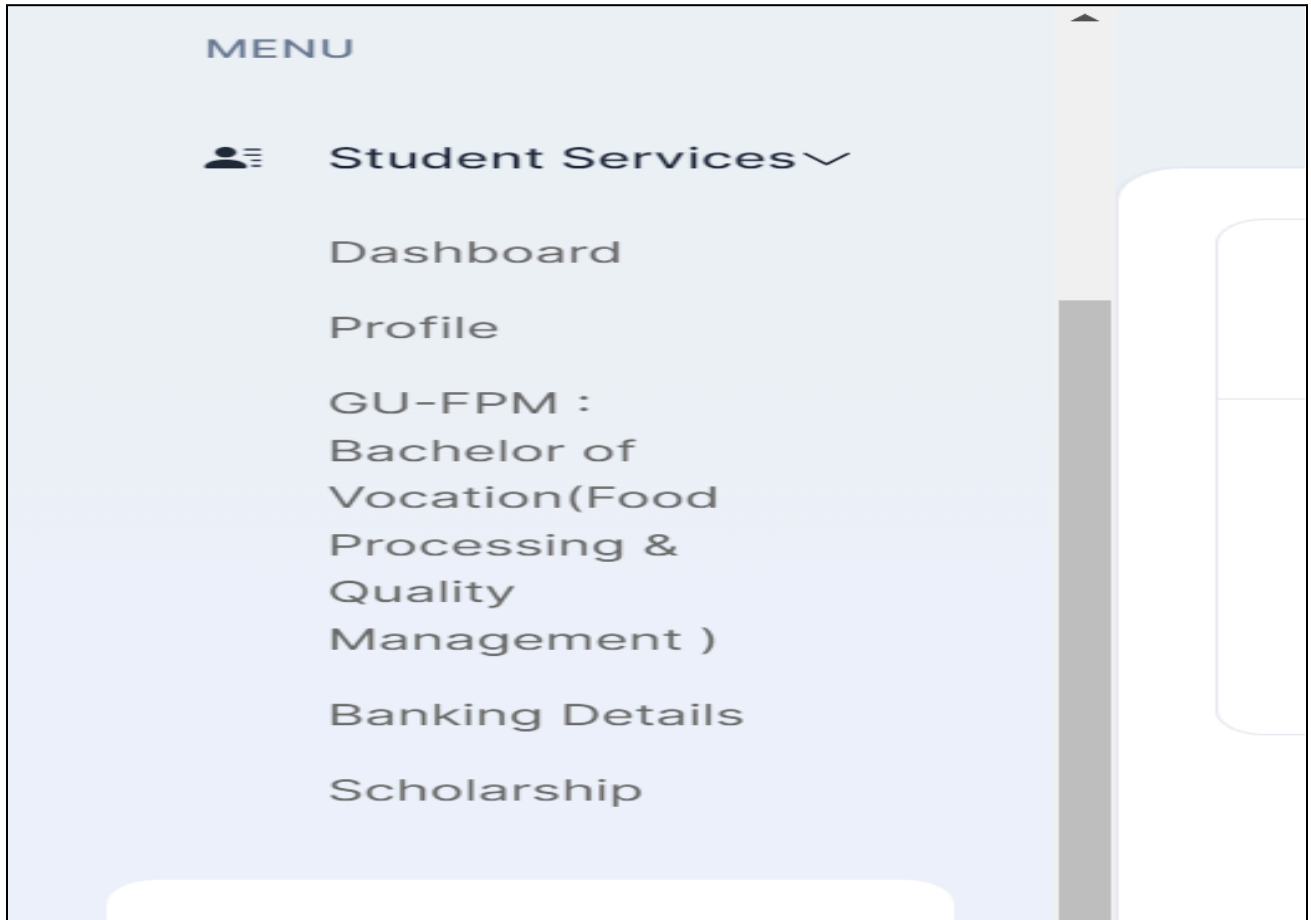 MENU
Student Services
Dashboard
Profile
GU-FPM :
Bachelor of
Vocation(Food
Processing &
Quality
Management )
Banking Details
Scholarship